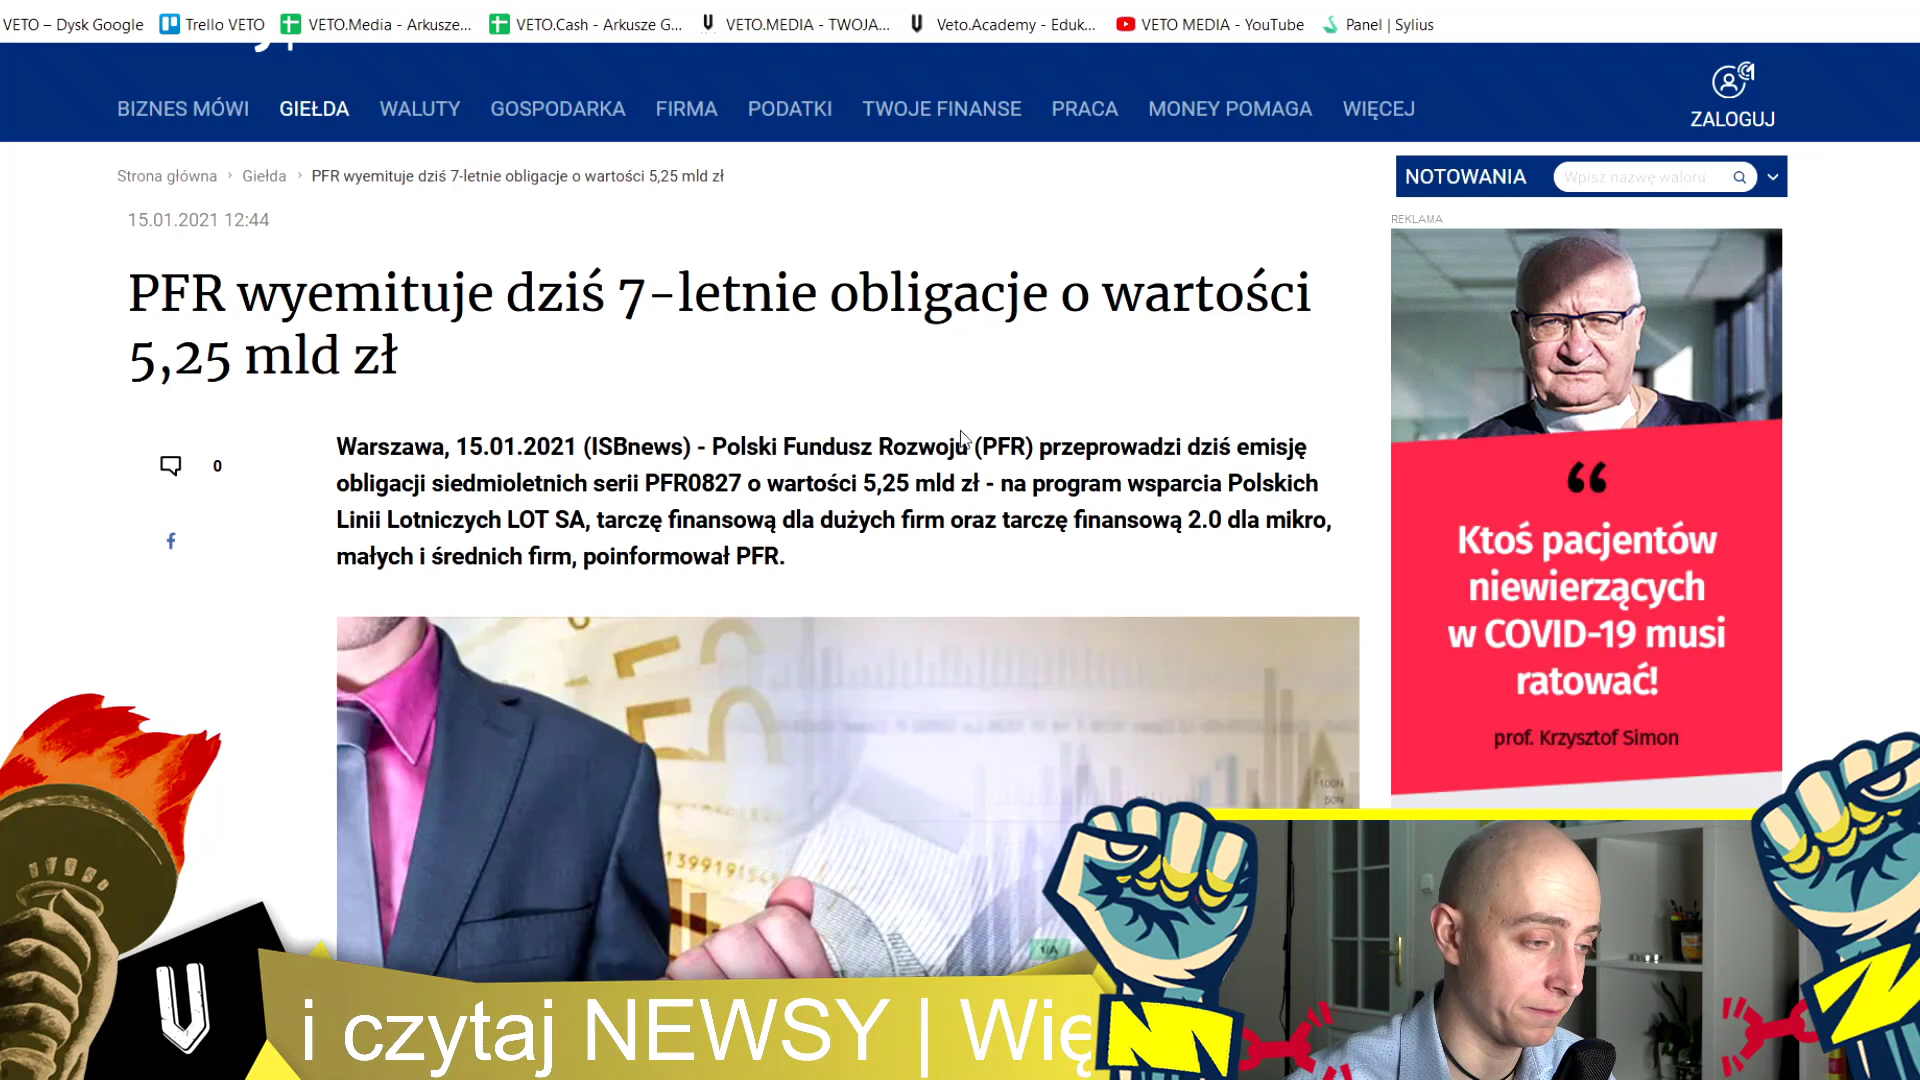 VETO – Dysk Google
Trello VETO
VETO.Media - Arkusze...
VETO.Cash - Arkusze G...
VETO.MEDIA - TWOJA...
Veto.Academy - Eduk...
VETO MEDIA - YouTube
Panel | Sylius
BIZNES MÓWI GIEŁDA WALUTY GOSPODARKA FIRMA PODATKI TWOJE FINANSE PRACA MONEY POMAGA WIĘCEJ
ZALOGUJ
Strona główna › Giełda › PFR wyemituje dziś 7-letnie obligacje o wartości 5,25 mld zł
NOTOWANIA
Wpisz nazwę waloru
15.01.2021 12:44
REKLAMA
PFR wyemituje dziś 7-letnie obligacje o wartości
5,25 mld zł
0
Warszawa, 15.01.2021 (ISBnews) - Polski Fundusz Rozwoju (PFR) przeprowadzi dziś emisję
obligacji siedmioletnich serii PFR0827 o wartości 5,25 mld zł - na program wsparcia Polskich
Linii Lotniczych LOT SA, tarczę finansową dla dużych firm oraz tarczę finansową 2.0 dla mikro,
małych i średnich firm, poinformował PFR.
“
Ktoś pacjentów
niewierzących
w COVID-19 musi
ratować!
prof. Krzysztof Simon
100N
50N
1/A
i czytaj NEWSY | Wię